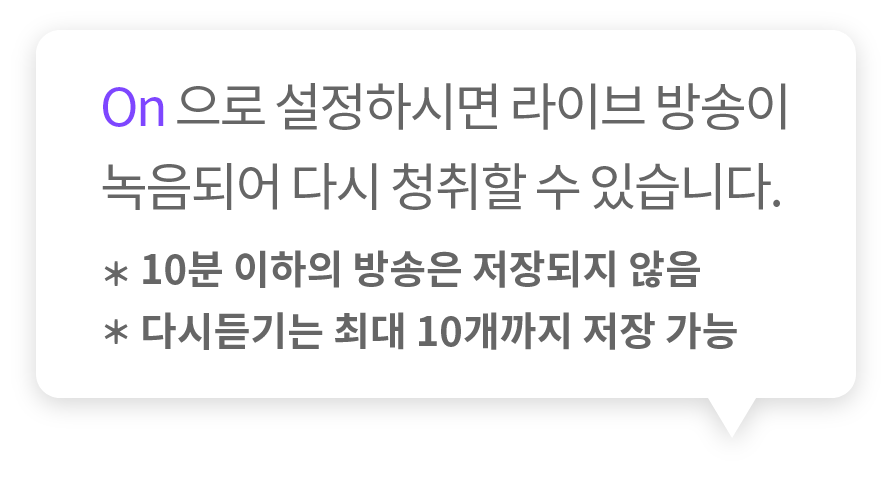 On 으로 설정하시면 라이브 방송이
녹음되어 다시 청취할 수 있습니다.
* 10분 이하의 방송은 저장되지 않음
* 다시듣기는 최대 10개까지 저장 가능